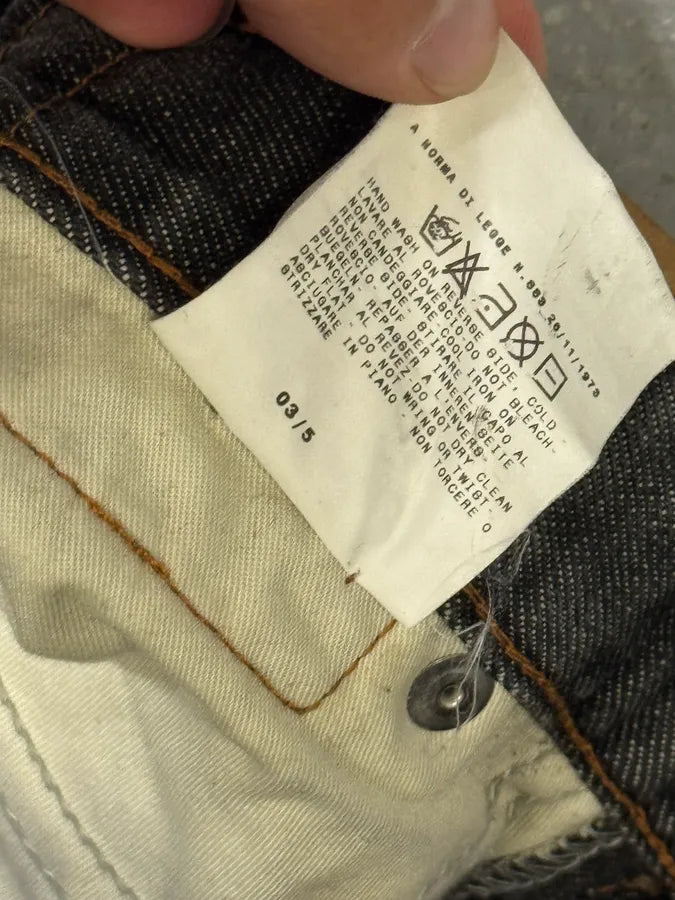 A NORMA DI LEGGE N.883 26/11/1973
HAND WASH ON REVERSE SIDE, COLD -
LAVARE AL ROVESCIO-DO NOT BLEACH-
NON CANDEGGIARE-COOL IRON ON
REVERSE SIDE- STIRARE IL CAPO AL
ROVESCIO- AUF DER INNEREN SEITE
BUEGELN- REPASSER A L'ENVERS-
PLANCHAR AL REVEZ-DO NOT DRY CLEAN
DRY FLAT - DO NOT WRING OR TWIST -
ASCIUGARE IN PIANO - NON TORCERE O
STRIZZARE
03/5